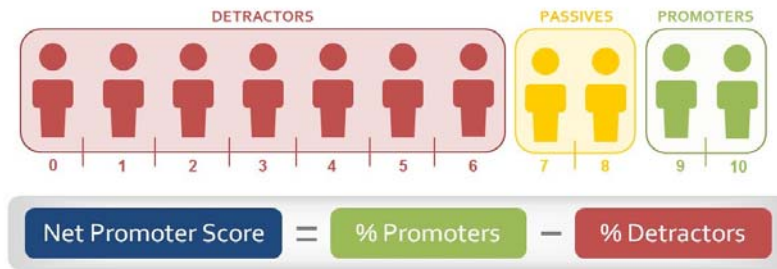 DETRACTORS PASSIVES PROMOTERS
0 1 2 3 4 5 6 7 8 9 10
Net Promoter Score = % Promoters − % Detractors